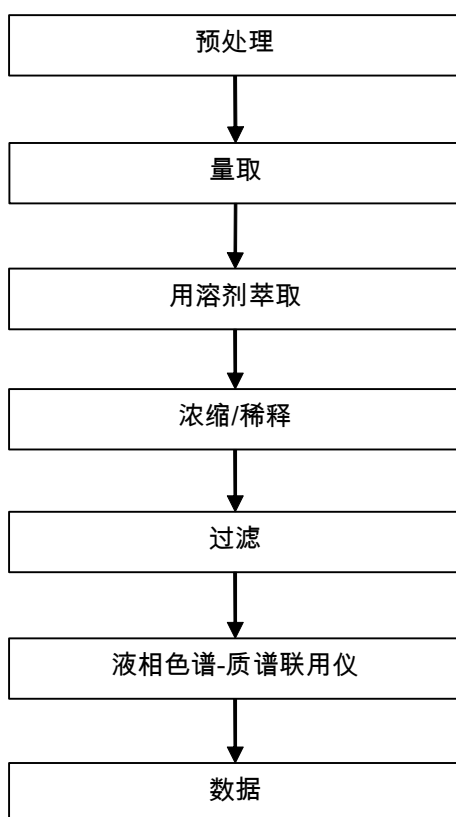 预处理
量取
用溶剂萃取
浓缩/稀释
过滤
液相色谱-质谱联用仪
数据